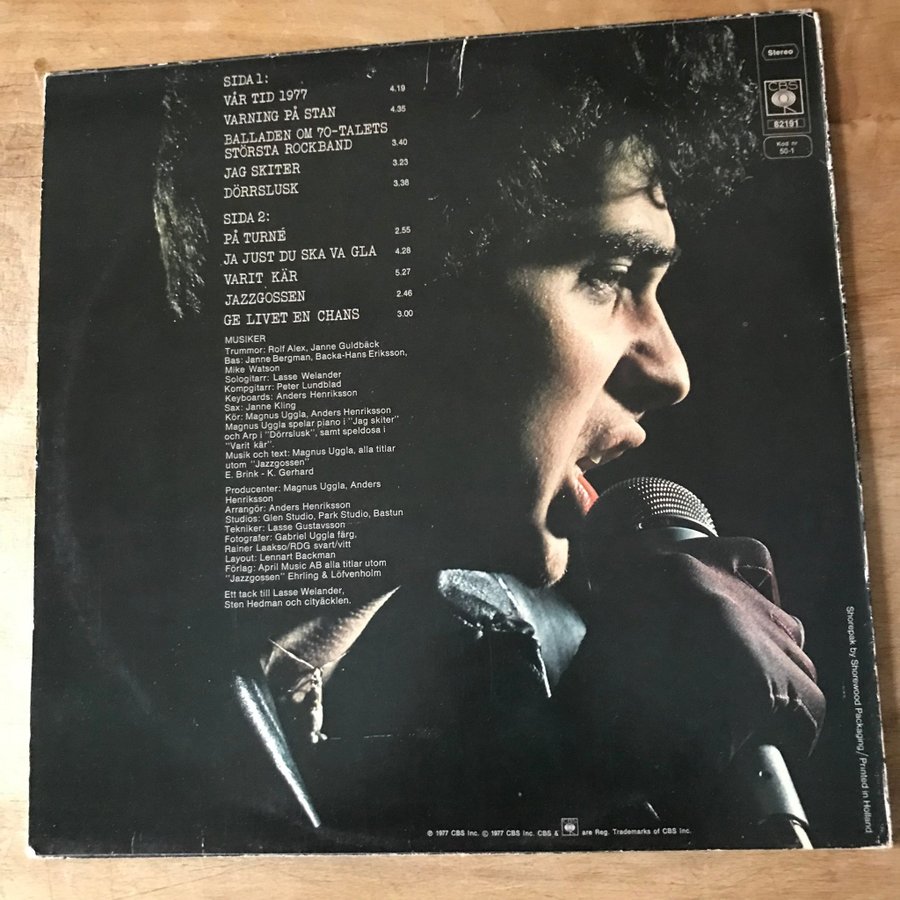 SIDA 1:
VÅR TID 1977 4.19
VARNING PÅ STAN 4.35
BALLADEN OM 70-TALETS
STÖRSTA ROCKBAND 3.40
JAG SKITER 3.23
DÖRRSLUSK 3.38
SIDA 2:
PÅ TURNÉ 2.55
JA JUST DU SKA VA GLA 4.28
VARIT KÄR 5.27
JAZZGOSSEN 2.46
GE LIVET EN CHANS 3.00
MUSIKER
Trummor: Rolf Alex, Janne Guldbäck
Bas: Janne Bergman, Backa-Hans Eriksson,
Mike Watson
Sologitarr: Lasse Welander
Kompgitarr: Peter Lundblad
Keyboards: Anders Henriksson
Sax: Janne Kling
Kör: Magnus Uggla, Anders Henriksson
Magnus Uggla spelar piano i "Jag skiter"
och Arp i "Dörrslusk", samt speldosa i
"Varit kär".
Musik och text: Magnus Uggla, alla titlar
utom "Jazzgossen"
E. Brink - K. Gerhard
Producenter: Magnus Uggla, Anders
Henriksson
Arrangör: Anders Henriksson
Studios: Glen Studio, Park Studio, Bastun
Tekniker: Lasse Gustavsson
Fotografer: Gabriel Uggla färg.
Rainer Laakso/RDG svart/vitt
Layout: Lennart Backman
Förlag: April Music AB alla titlar utom
"Jazzgossen" Ehrling & Löfvenholm
Ett tack till Lasse Welander,
Sten Hedman och cityäcklen.
Stereo
CBS
82191
Kod nr
50-1
Shorepak by Shorewood Packaging/Printed in Holland
℗ 1977 CBS Inc. © 1977 CBS Inc. CBS & are Reg. Trademarks of CBS Inc.